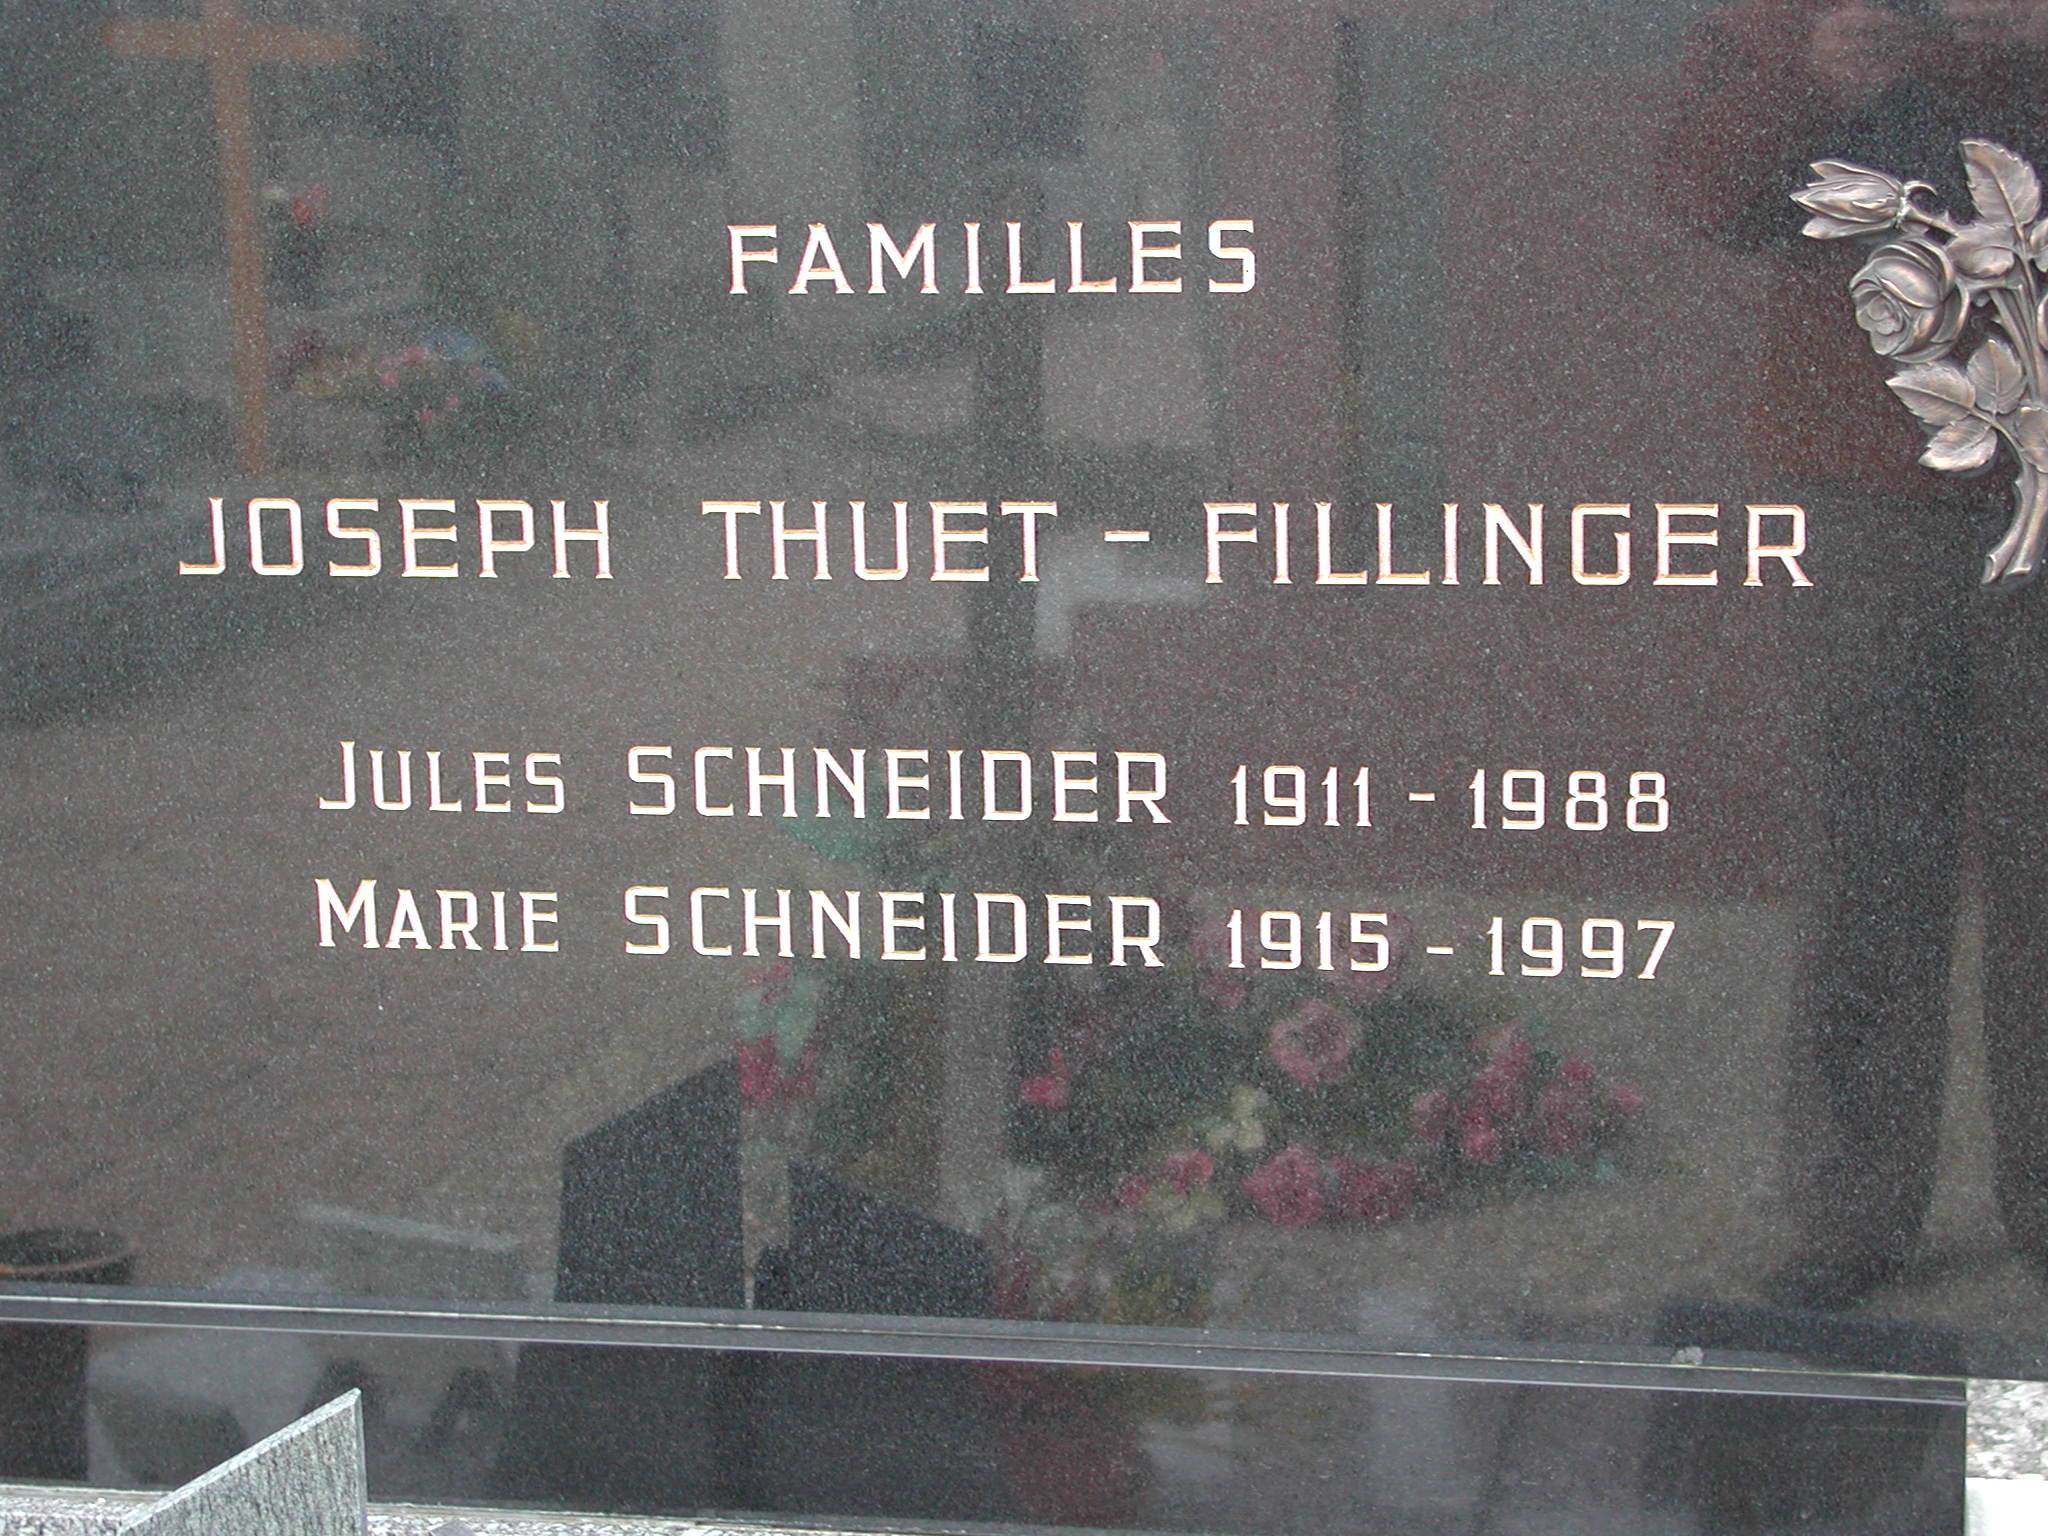 FAMILLES
JOSEPH THUET - FILLINGER
JULES SCHNEIDER 1911 - 1988
MARIE SCHNEIDER 1915 - 1997